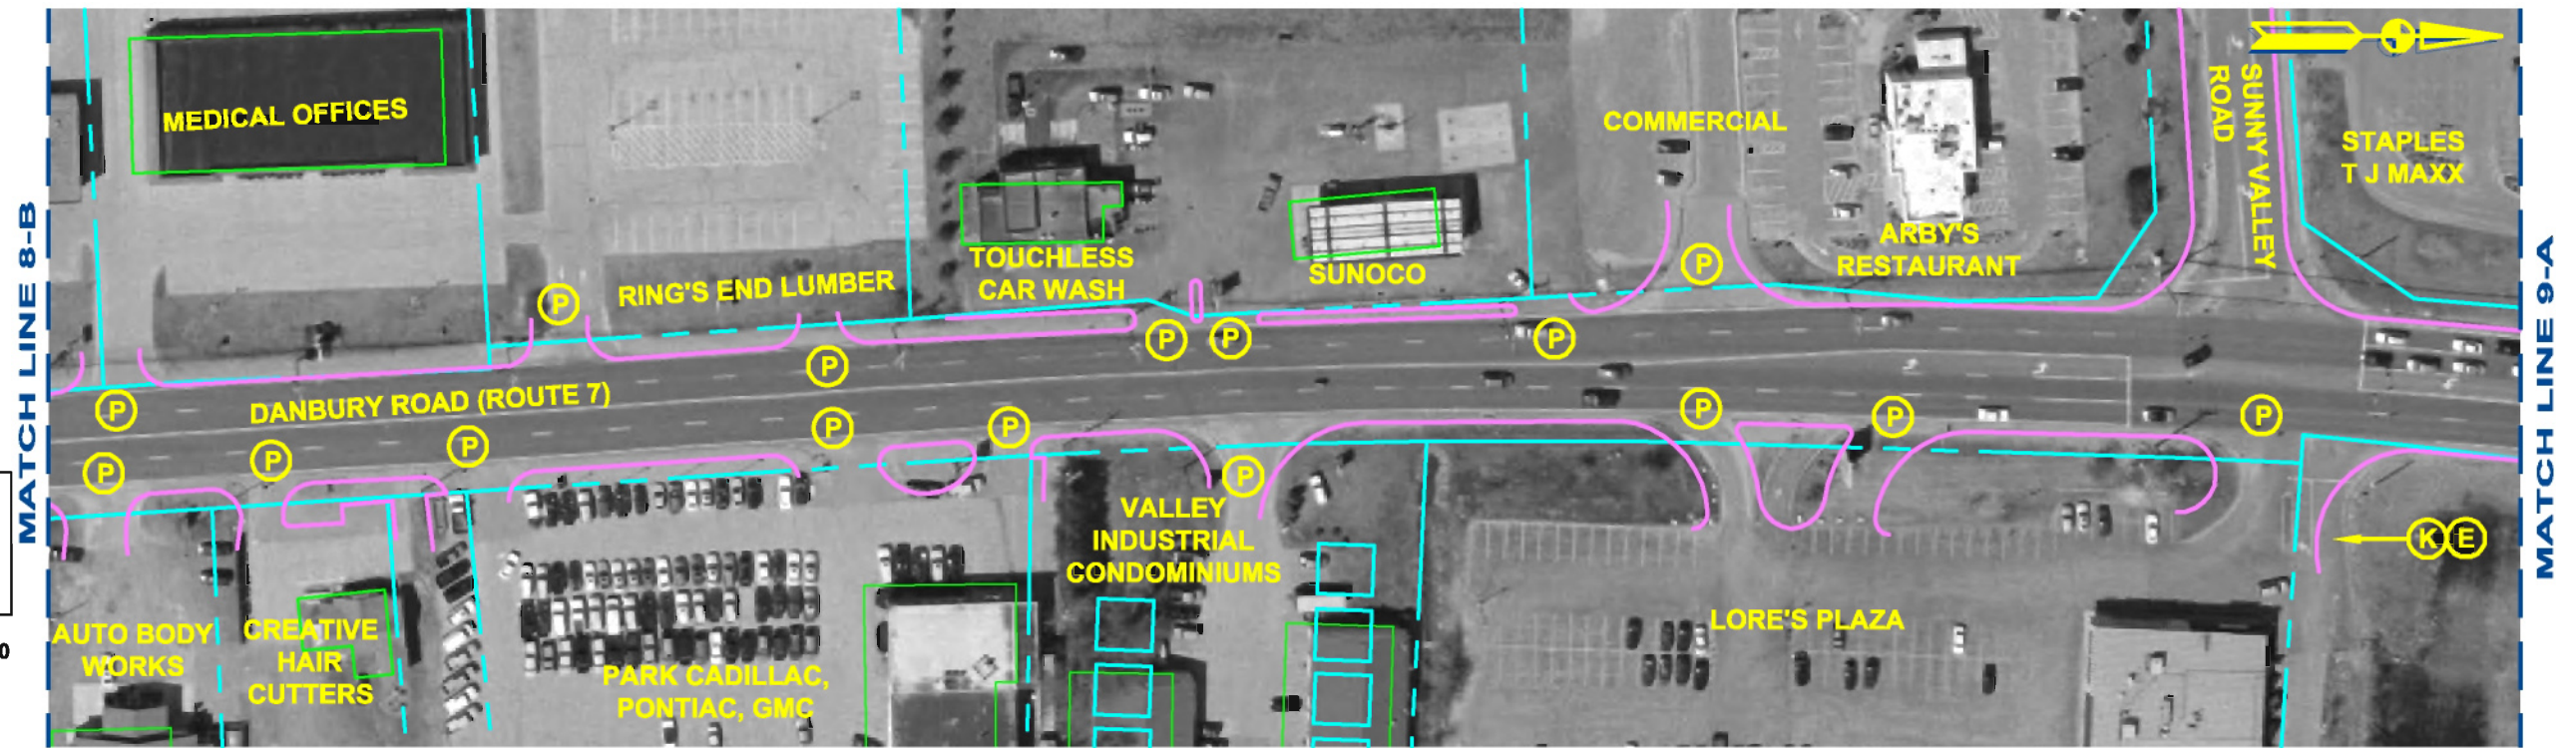 MATCH LINE 8-B
MEDICAL OFFICES
RING'S END LUMBER
TOUCHLESS
CAR WASH
SUNOCO
COMMERCIAL
ARBY'S
RESTAURANT
SUNNY VALLEY
ROAD
STAPLES
T J MAXX
MATCH LINE 9-A
P
P
P
P
P
P
P
DANBURY ROAD (ROUTE 7)
P
P
P
P
P
P
P
P
P
K E
AUTO BODY
WORKS
CREATIVE
HAIR
CUTTERS
PARK CADILLAC,
PONTIAC, GMC
VALLEY
INDUSTRIAL
CONDOMINIUMS
LORE'S PLAZA
0